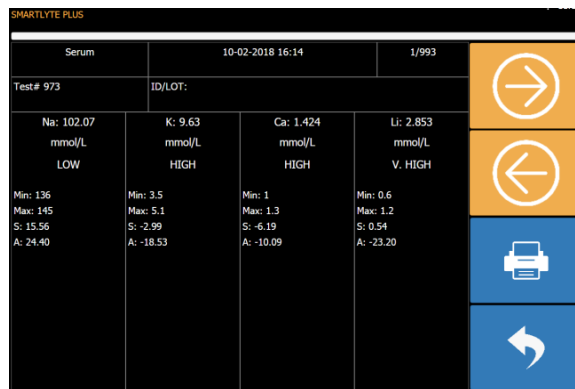 SMARTLYTE PLUS
Serum 10-02-2018 16:14 1/993
Test# 973 ID/LOT:
Na: 102.07 K: 9.63 Ca: 1.424 Li: 2.853
mmol/L mmol/L mmol/L mmol/L
LOW HIGH HIGH V. HIGH
Min: 136 Min: 3.5 Min: 1 Min: 0.6
Max: 145 Max: 5.1 Max: 1.3 Max: 1.2
S: 15.56 S: -2.99 S: -6.19 S: 0.54
A: 24.40 A: -18.53 A: -10.09 A: -23.20